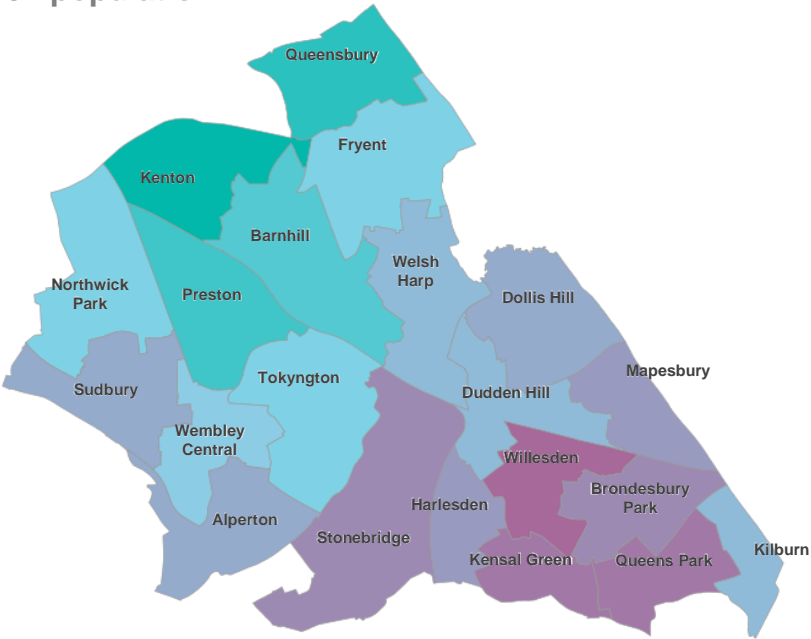 Queensbury
Fryent
Kenton
Barnhill
Welsh
Harp
Northwick
Park
Preston
Dollis Hill
Mapesbury
Tokyngton
Sudbury
Dudden Hill
Wembley
Central
Willesden
Brondesbury
Park
Harlesden
Alperton
Stonebridge
Kilburn
Kensal Green
Queens Park